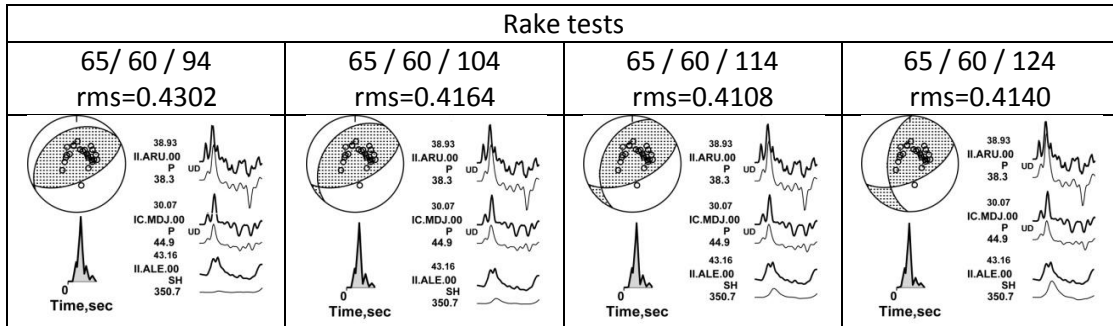 Rake tests
65/ 60 / 94
rms=0.4302
65 / 60 / 104
rms=0.4164
65 / 60 / 114
rms=0.4108
65 / 60 / 124
rms=0.4140
38.93
II.ARU.00
P UD
38.3
30.07
IC.MDJ.00
P UD
44.9
43.16
II.ALE.00
SH
350.7
0
Time,sec
38.93
II.ARU.00
P UD
38.3
30.07
IC.MDJ.00
P UD
44.9
43.16
II.ALE.00
SH
350.7
0
Time,sec
38.93
II.ARU.00
P UD
38.3
30.07
IC.MDJ.00
P UD
44.9
43.16
II.ALE.00
SH
350.7
0
Time,sec
38.93
II.ARU.00
P UD
38.3
30.07
IC.MDJ.00
P UD
44.9
43.16
II.ALE.00
SH
350.7
0
Time,sec